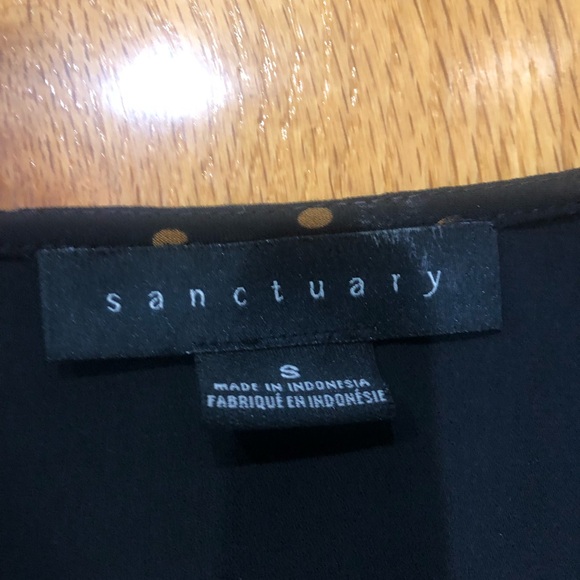 sanctuary
S
MADE IN INDONESIA
FABRIQUÉ EN INDONÉSIE